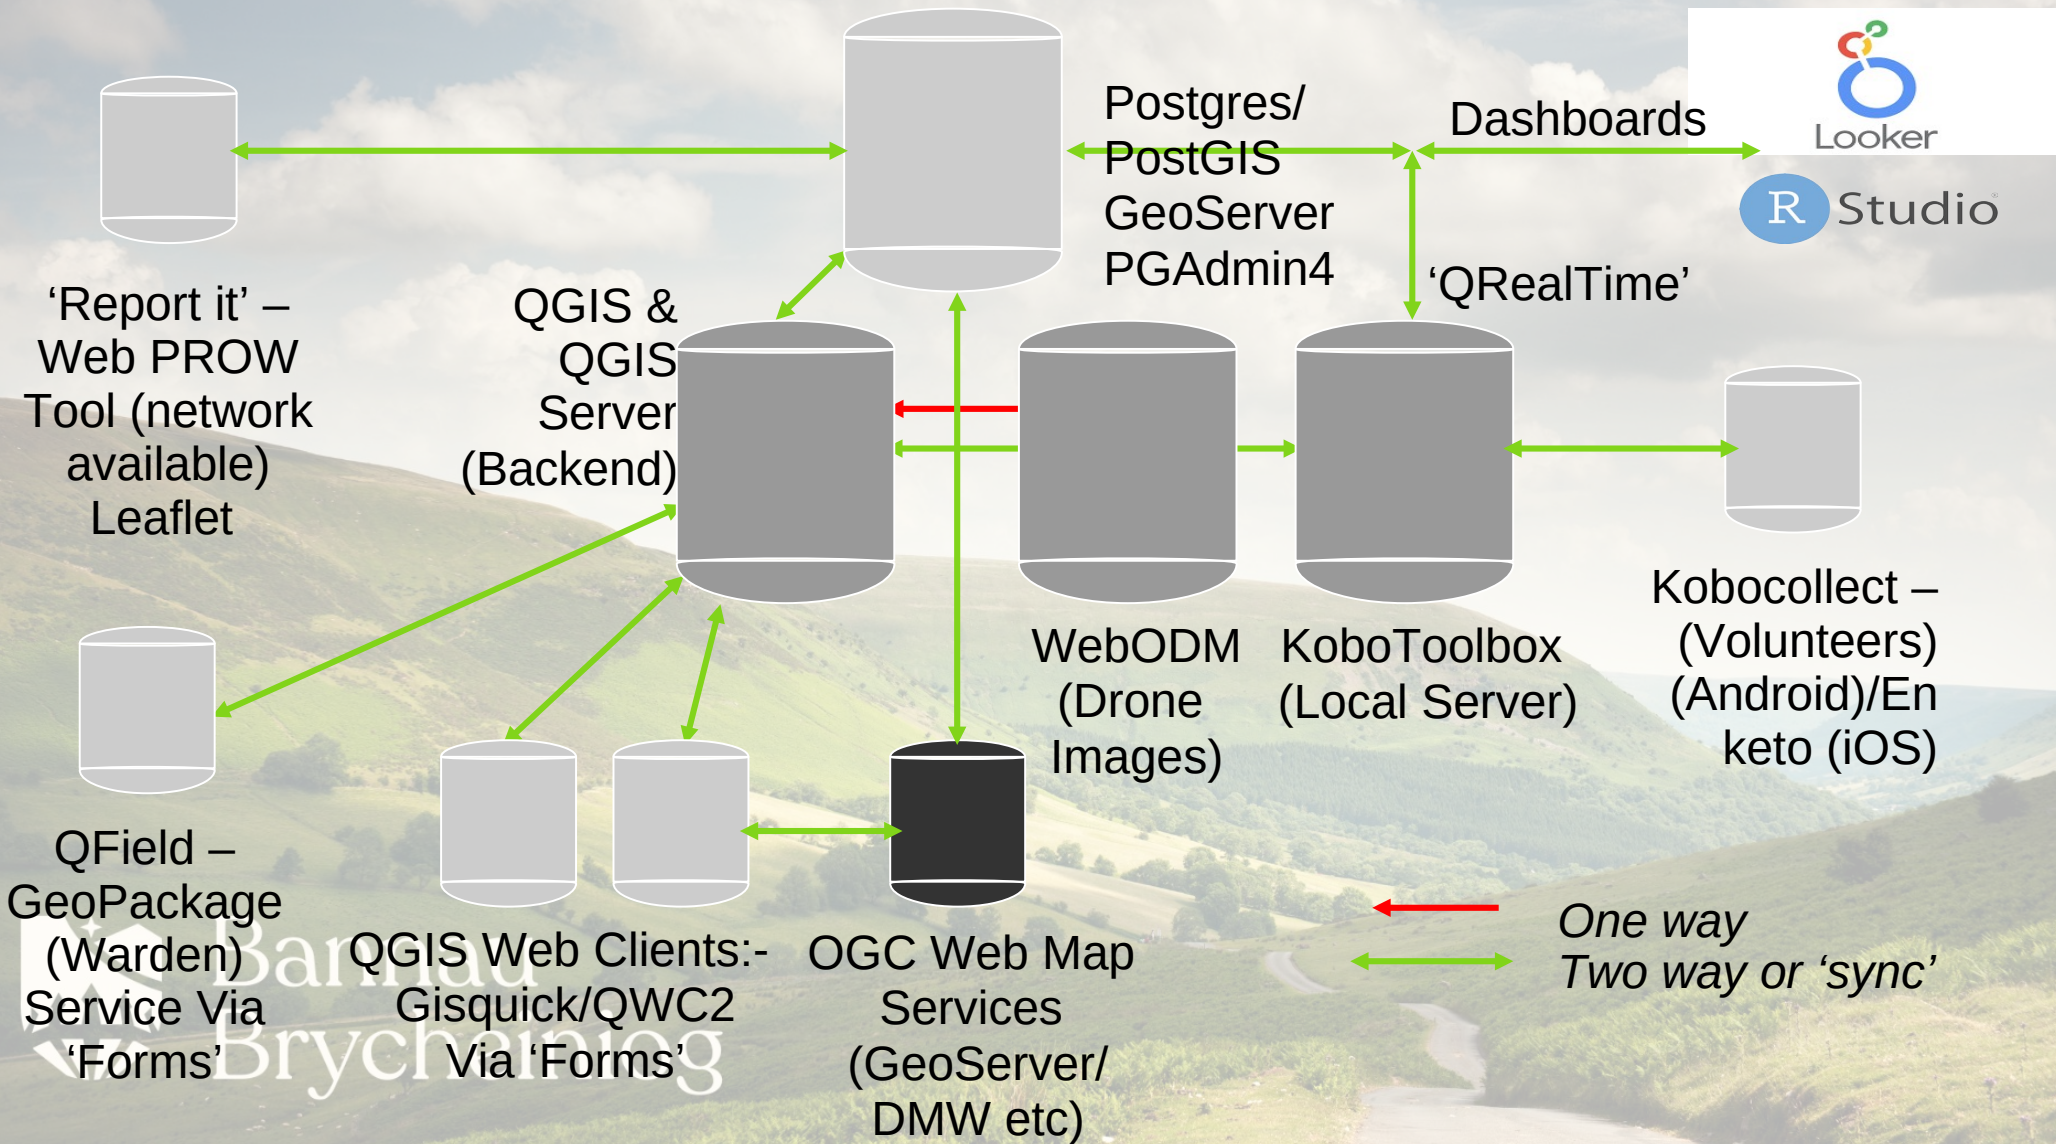 Postgres/
PostGIS
GeoServer
PGAdmin4
Dashboards
Looker
R Studio
‘QRealTime’
‘Report it’ –
Web PROW
Tool (network
available)
Leaflet
QGIS &
QGIS
Server
(Backend)
WebODM
(Drone
Images)
KoboToolbox
(Local Server)
Kobocollect –
(Volunteers)
(Android)/En
keto (iOS)
QField –
GeoPackage
(Warden)
Service Via
‘Forms’
QGIS Web Clients:-
Gisquick/QWC2
Via ‘Forms’
OGC Web Map
Services
(GeoServer/
DMW etc)
One way
Two way or ‘sync’
Bannau
Brycheiniog